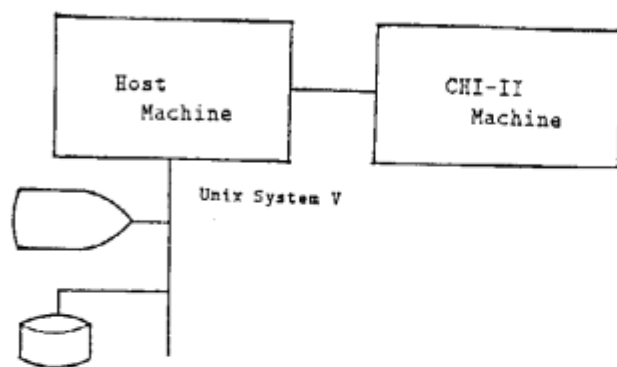 Host
Machine
CHI-II
Machine
Unix System V